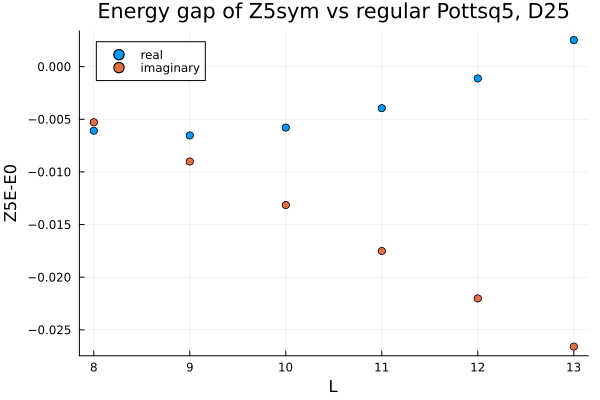 Energy gap of Z5sym vs regular Pottsq5, D25
real
imaginary
0.000
−0.005
−0.010
−0.015
−0.020
−0.025
Z5E-E0
8 9 10 11 12 13
L